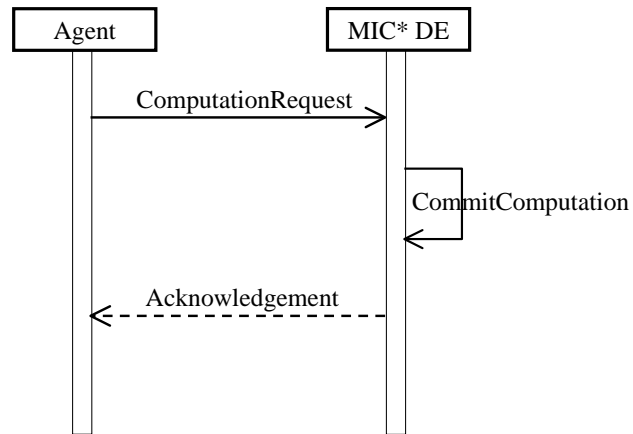 Agent
MIC* DE
ComputationRequest
CommitComputation
Acknowledgement